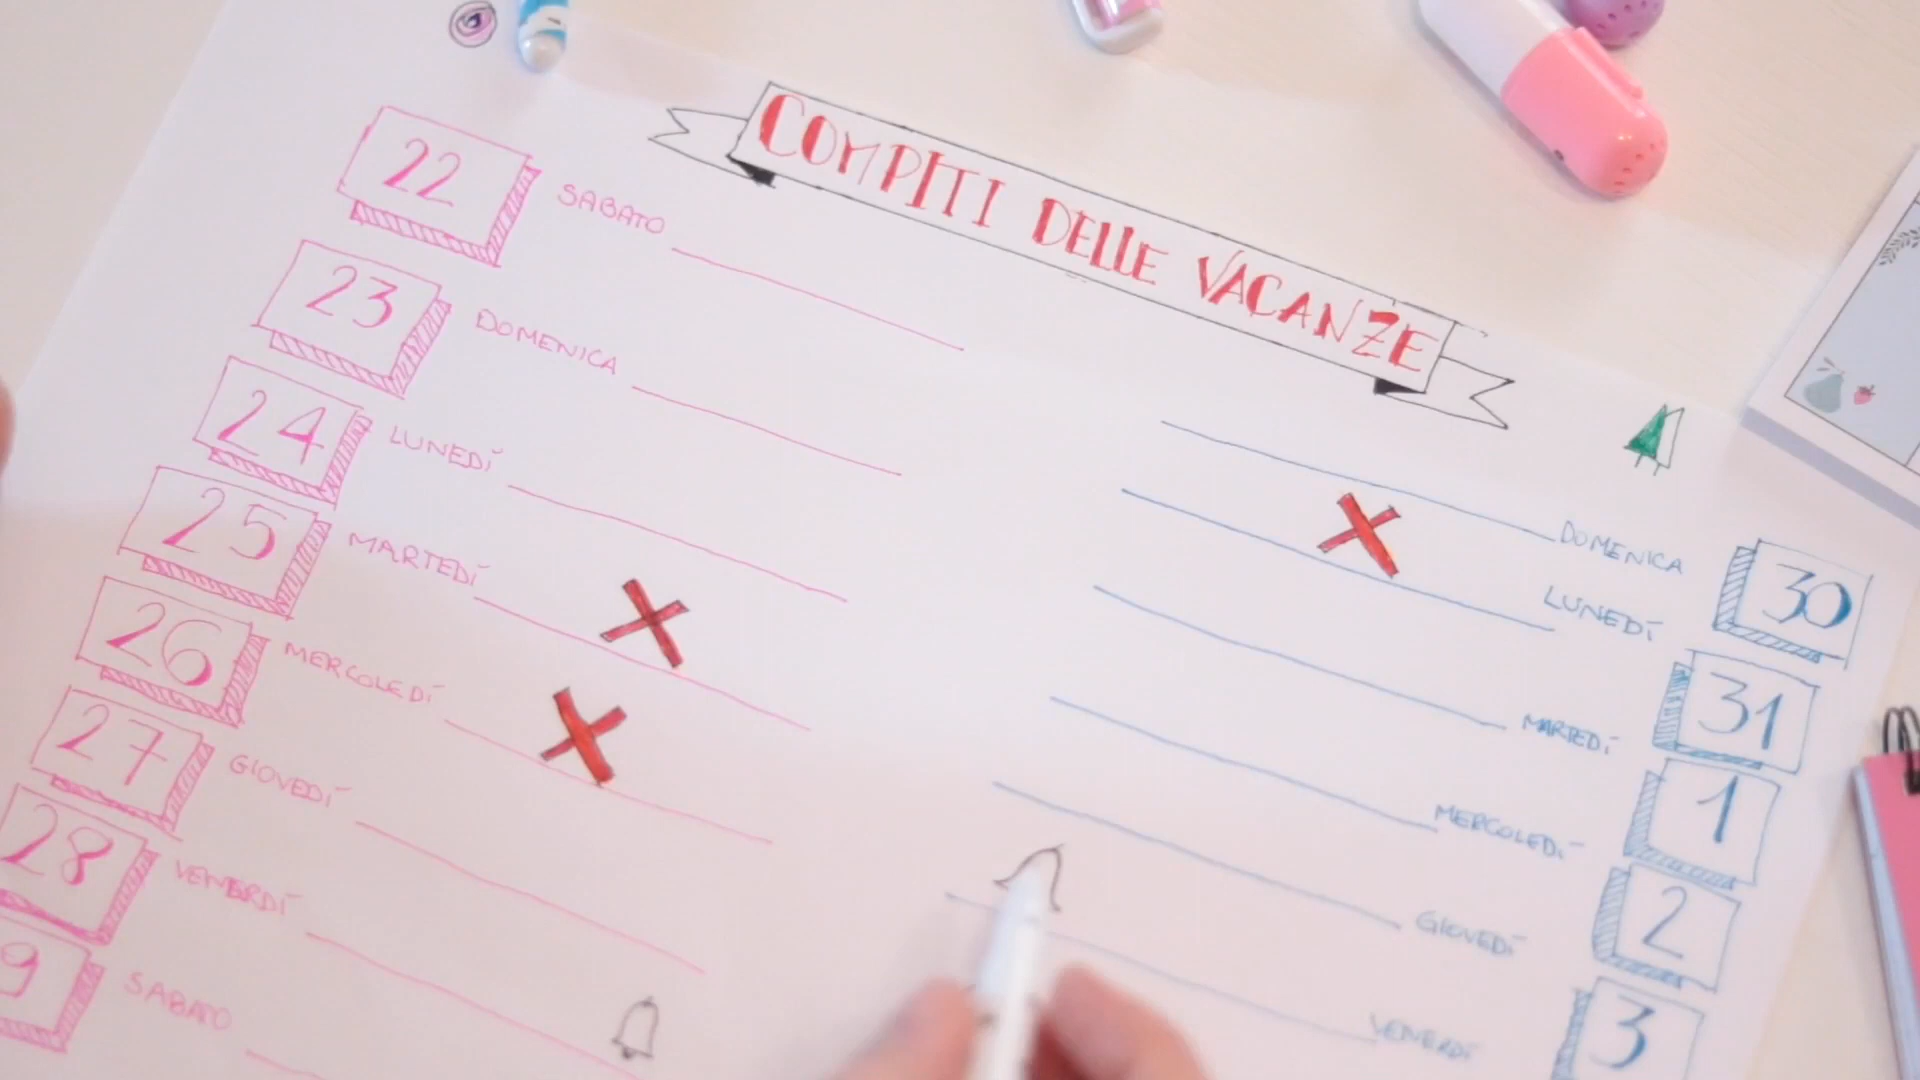 COMPITI DELLE VACANZE
22 SABATO
23 DOMENICA
24 LUNEDÌ
25 MARTEDÌ
26 MERCOLEDÌ
27 GIOVEDÌ
28 VENERDÌ
9 SABATO
DOMENICA 30
LUNEDÌ 31
MARTEDÌ 1
MERCOLEDÌ 2
GIOVEDÌ 3
VENERDÌ